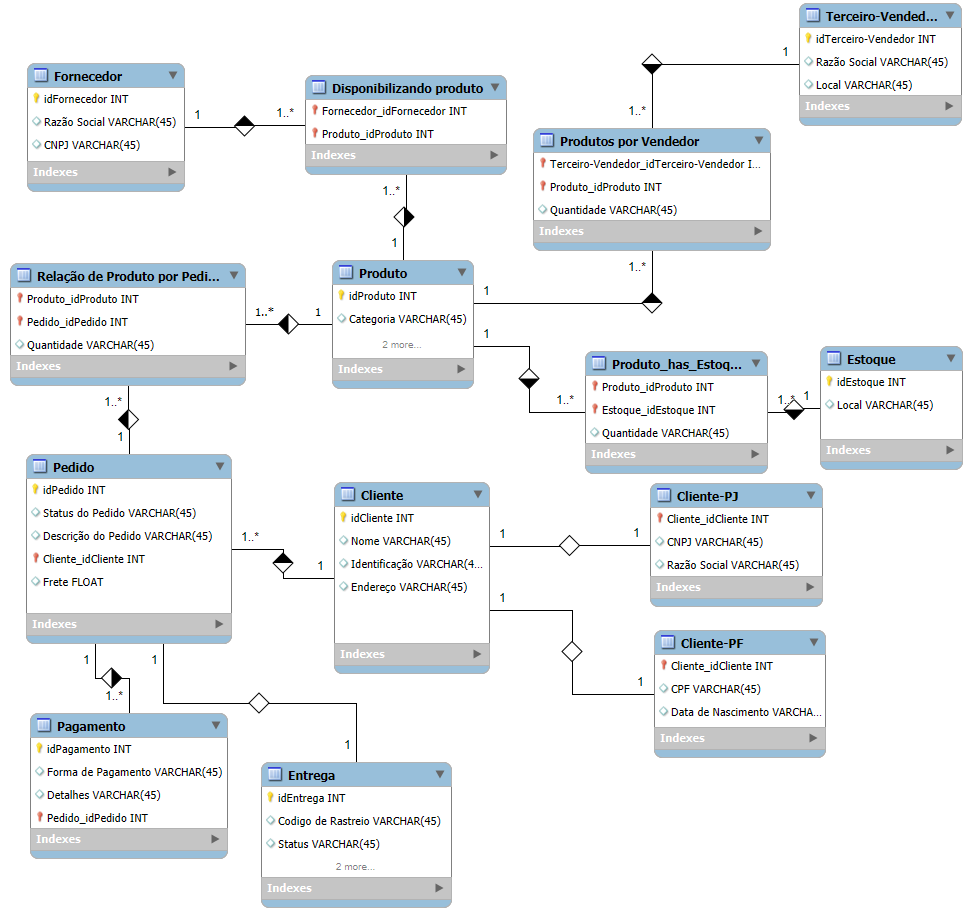 Terceiro-Vended...
idTerceiro-Vendedor INT
Razão Social VARCHAR(45)
Local VARCHAR(45)
Indexes
1
1..*
Fornecedor
idFornecedor INT
Razão Social VARCHAR(45)
CNPJ VARCHAR(45)
Indexes
1
1..*
Disponibilizando produto
Fornecedor_idFornecedor INT
Produto_idProduto INT
Indexes
1..*
1
Produtos por Vendedor
Terceiro-Vendedor_idTerceiro-Vendedor I...
Produto_idProduto INT
Quantidade VARCHAR(45)
Indexes
1..*
1
Relação de Produto por Pedi...
Produto_idProduto INT
Pedido_idPedido INT
Quantidade VARCHAR(45)
Indexes
1..*
1
Produto
idProduto INT
Categoria VARCHAR(45)
2 more...
Indexes
1
1..*
Produto_has_Estoq...
Produto_idProduto INT
Estoque_idEstoque INT
Quantidade VARCHAR(45)
Indexes
1..*
1
Estoque
idEstoque INT
Local VARCHAR(45)
Indexes
1..*
1
Pedido
idPedido INT
Status do Pedido VARCHAR(45)
Descrição do Pedido VARCHAR(45)
Cliente_idCliente INT
Frete FLOAT
Indexes
1..*
1
Cliente
idCliente INT
Nome VARCHAR(45)
Identificação VARCHAR(4...
Endereço VARCHAR(45)
Indexes
1
1
Cliente-PJ
Cliente_idCliente INT
CNPJ VARCHAR(45)
Razão Social VARCHAR(45)
Indexes
1
1
Cliente-PF
Cliente_idCliente INT
CPF VARCHAR(45)
Data de Nascimento VARCHA...
Indexes
1
1..*
Pagamento
idPagamento INT
Forma de Pagamento VARCHAR(45)
Detalhes VARCHAR(45)
Pedido_idPedido INT
Indexes
1
1
Entrega
idEntrega INT
Codigo de Rastreio VARCHAR(45)
Status VARCHAR(45)
2 more...
Indexes